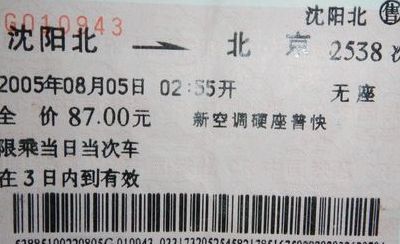 G010943 沈阳北 售
沈阳北 北京 2538次
2005年08月05日 02:55开 无座
全价 87.00元 新空调硬座普快
限乘当日当次车
在3日内到有效